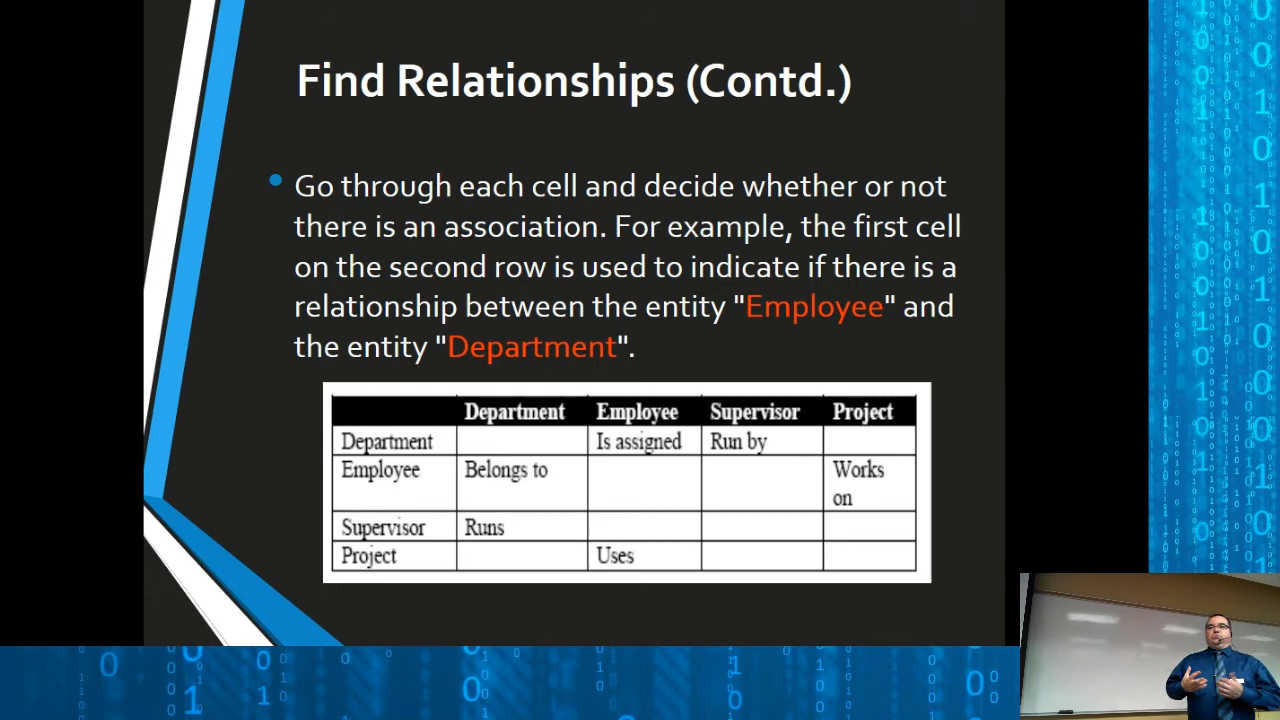 Find Relationships (Contd.)
Go through each cell and decide whether or not
there is an association. For example, the first cell
on the second row is used to indicate if there is a
relationship between the entity "Employee" and
the entity "Department".
Department Employee Supervisor Project
Department Is assigned Run by
Employee Belongs to Works
on
Supervisor Runs
Project Uses